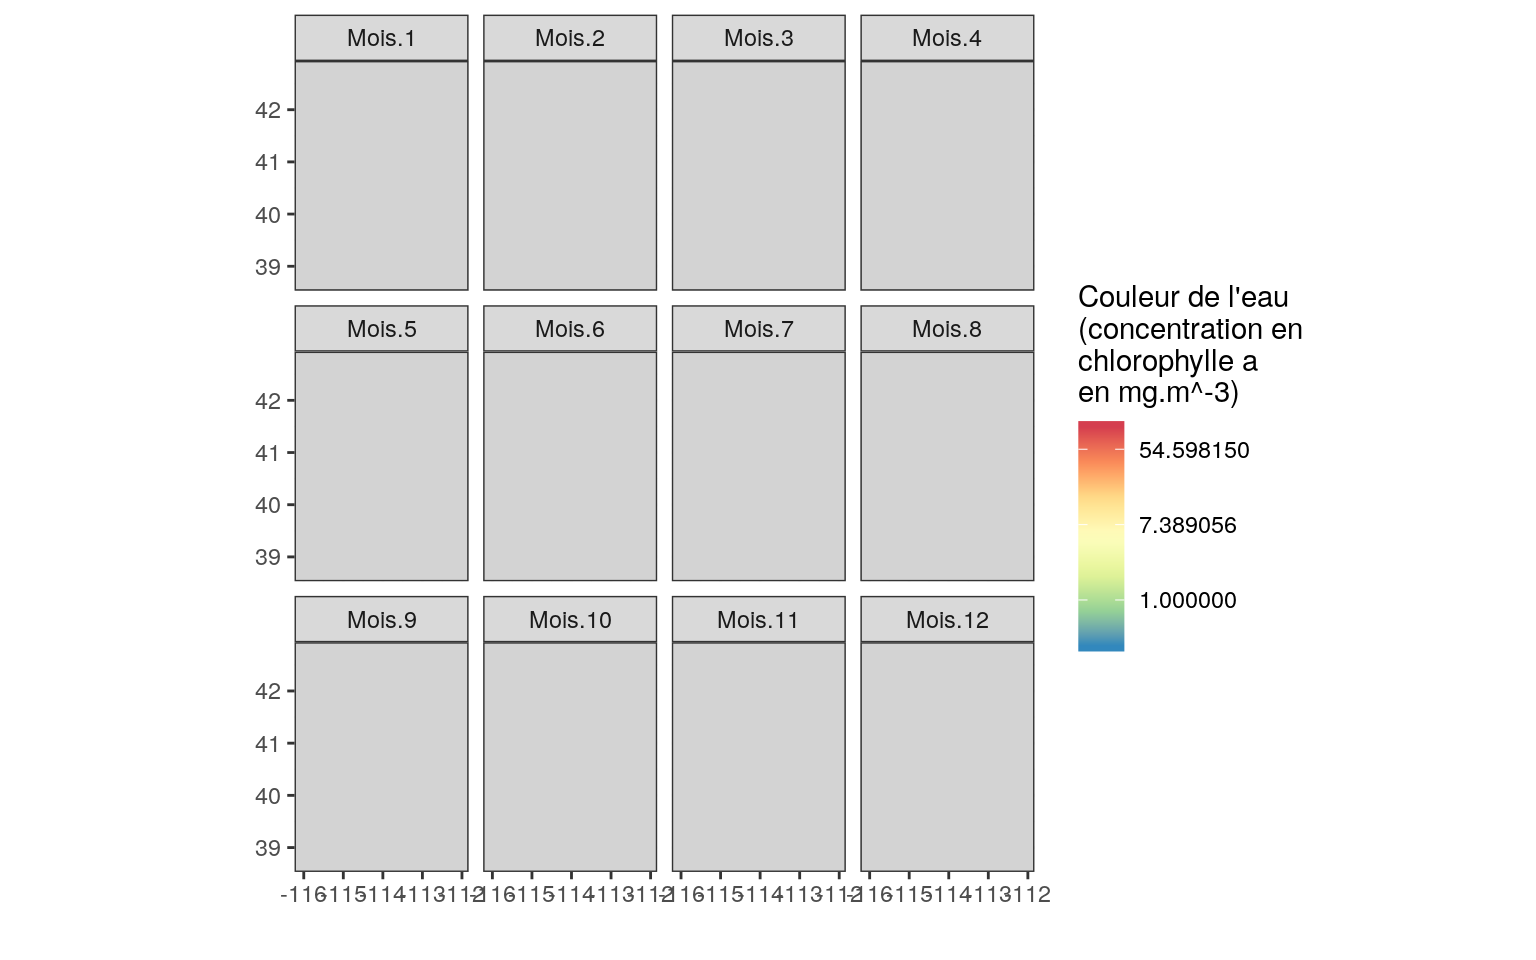 Mois.1 Mois.2 Mois.3 Mois.4
42
41
40
39
Mois.5 Mois.6 Mois.7 Mois.8
42
41
40
39
Mois.9 Mois.10 Mois.11 Mois.12
42
41
40
39
-116 -115 -114 -113 -112 -116 -115 -114 -113 -112 -116 -115 -114 -113 -112 -116 -115 -114 -113 -112
Couleur de l'eau
(concentration en
chlorophylle a
en mg.m^-3)
54.598150
7.389056
1.000000